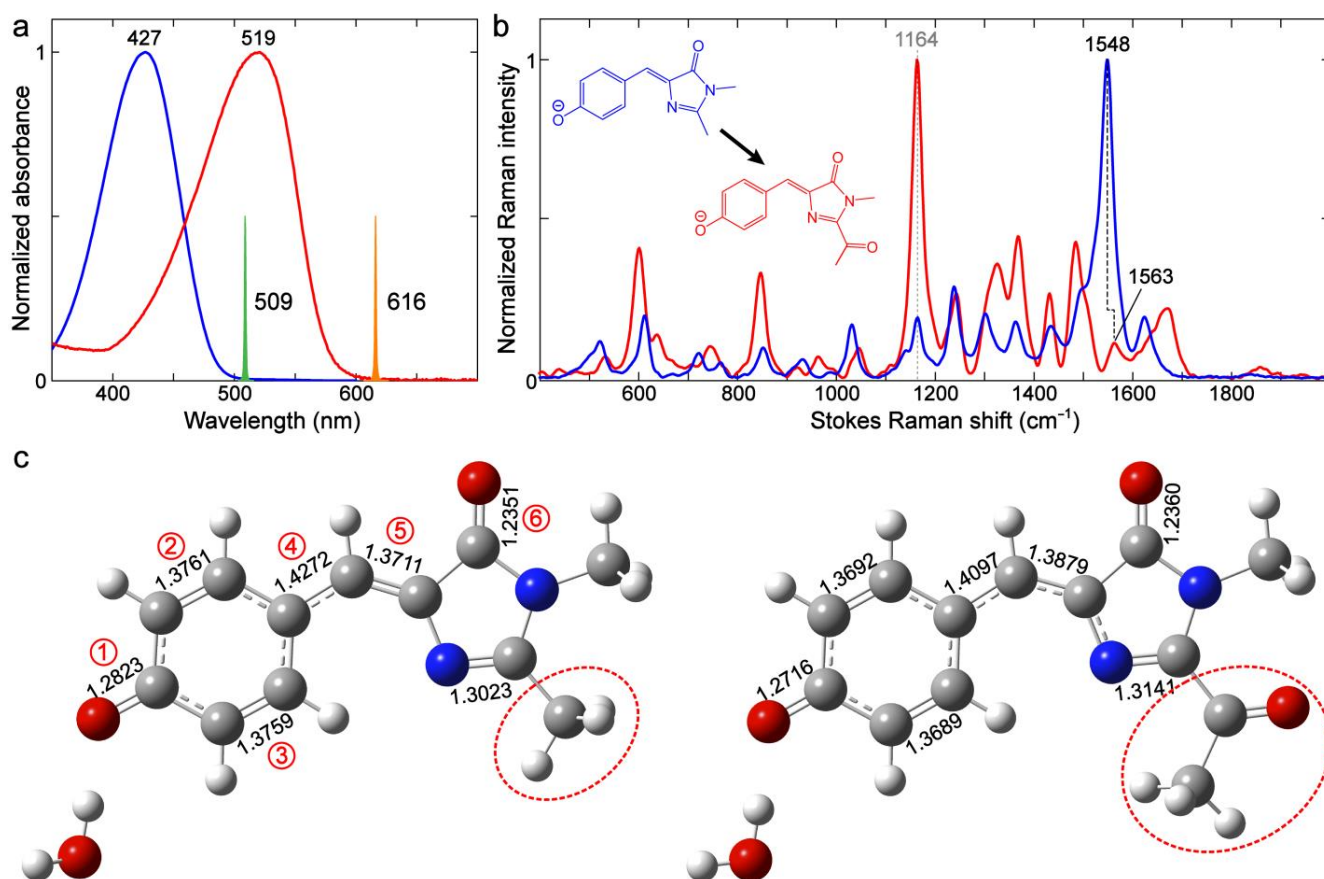 a
427
519
1
509
616
0
400
500
600
Normalized absorbance
Wavelength (nm)
b
1164
1548
1
1563
0
600
800
1000
1200
1400
1600
1800
Normalized Raman intensity
Stokes Raman shift (cm⁻¹)
O
N
N
O
⊖
O
N
N
O
⊖
O
c
① 1.2823
② 1.3761
③ 1.3759
④ 1.4272
⑤ 1.3711
⑥ 1.2351
1.3023
1.2716
1.3692
1.3689
1.4097
1.3879
1.2360
1.3141